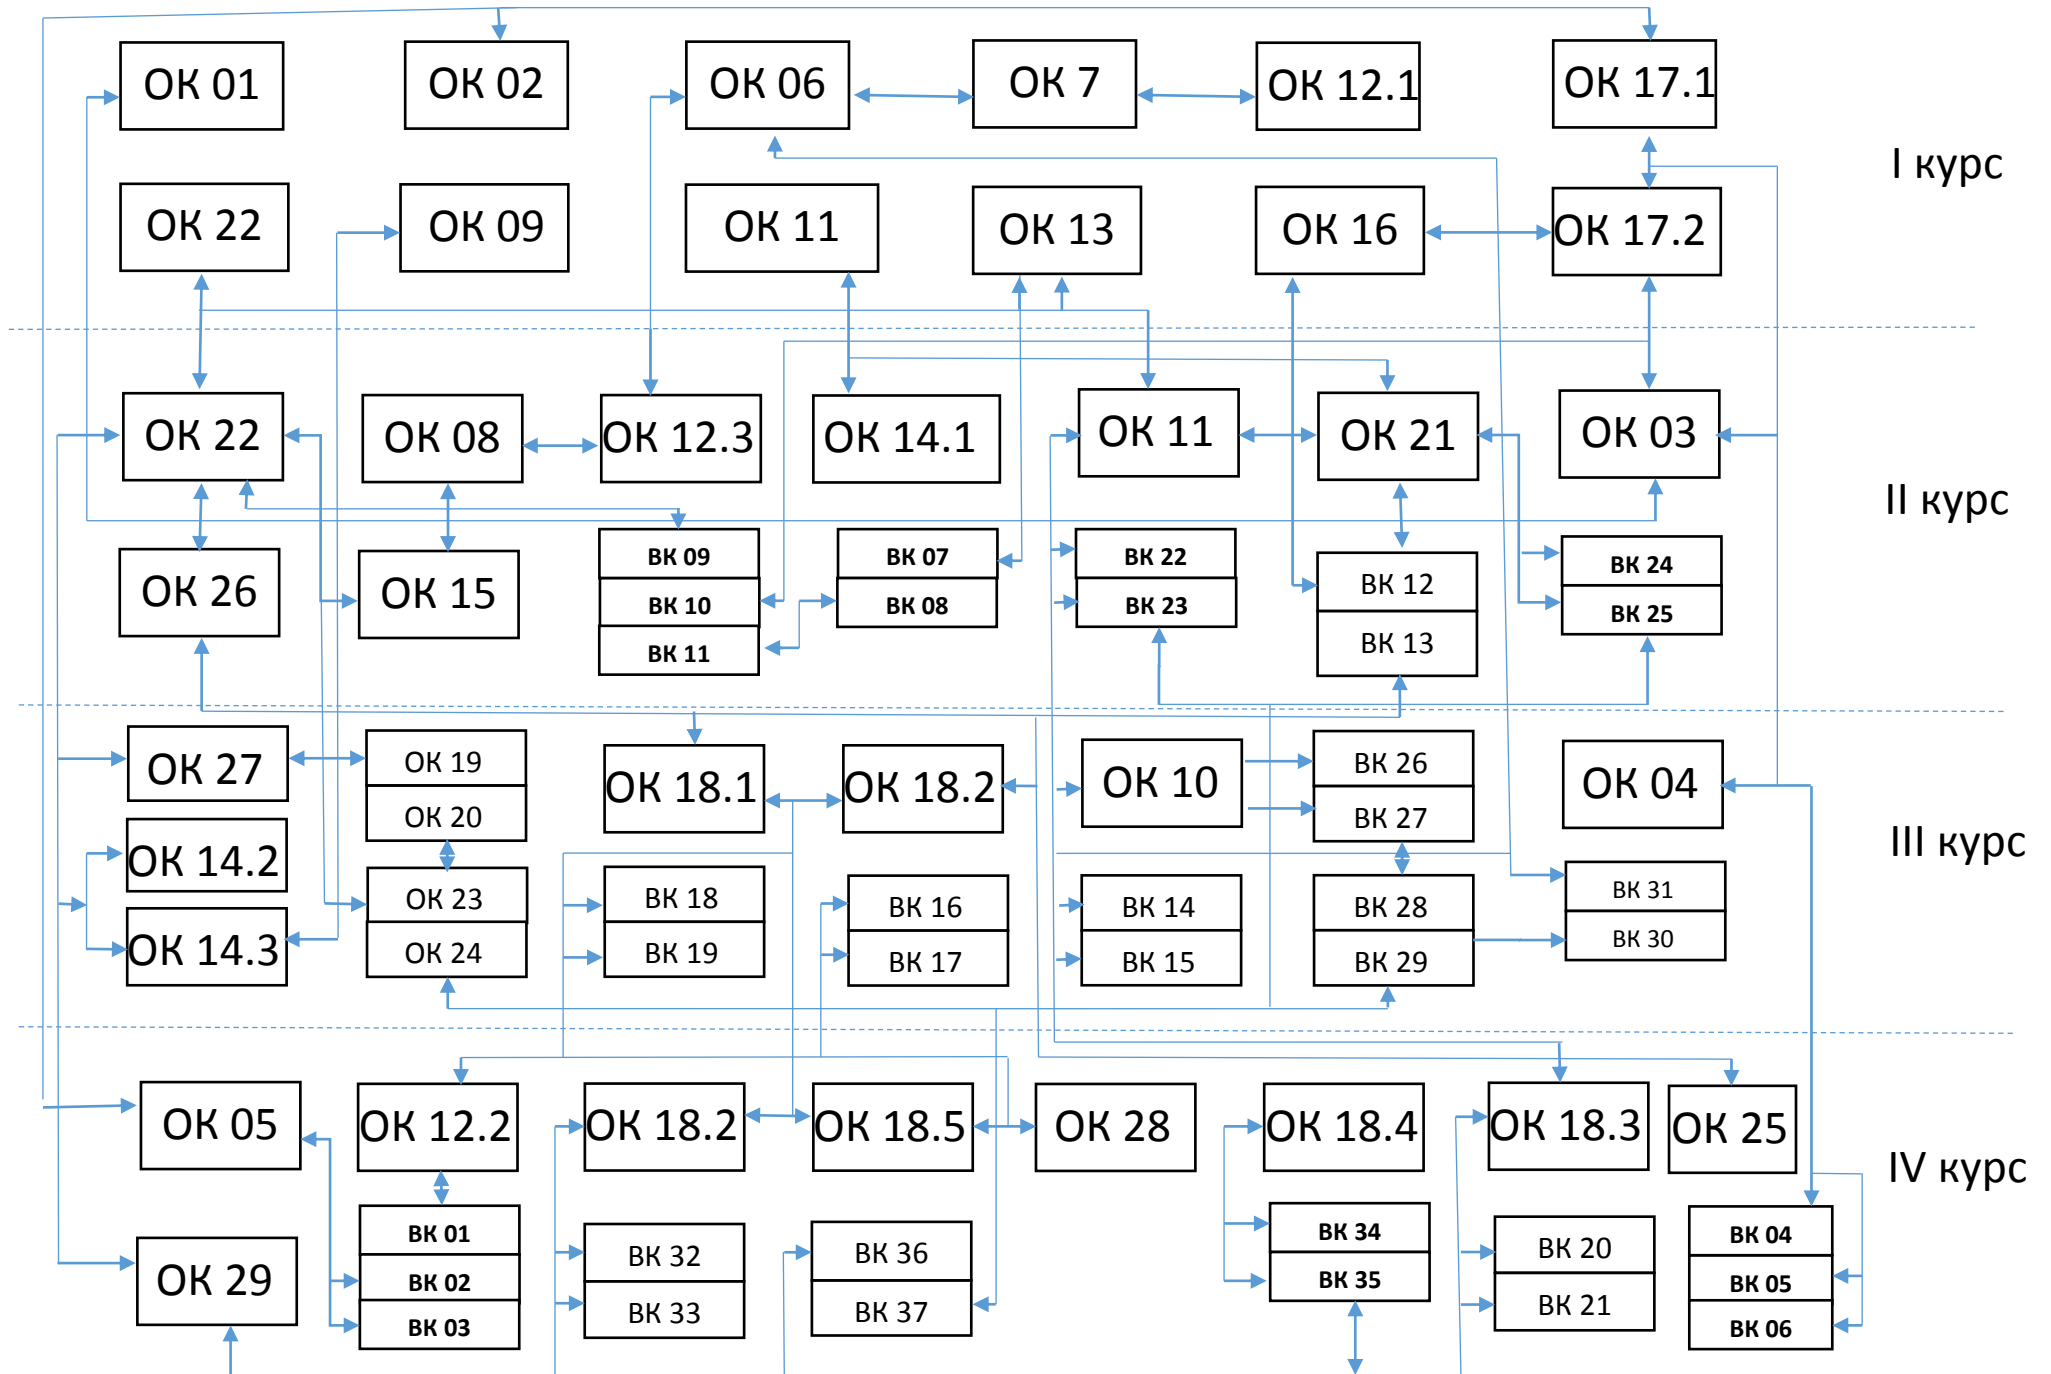 ОК 01
ОК 02
ОК 06
ОК 7
ОК 12.1
ОК 17.1
I курс
ОК 22
ОК 09
ОК 11
ОК 13
ОК 16
ОК 17.2
ОК 22
ОК 08
ОК 12.3
ОК 14.1
ОК 11
ОК 21
ОК 03
II курс
ОК 26
ОК 15
ВК 09
ВК 10
ВК 11
ВК 07
ВК 08
ВК 22
ВК 23
ВК 12
ВК 13
ВК 24
ВК 25
ОК 27
ОК 19
ОК 20
ОК 18.1
ОК 18.2
ОК 10
ВК 26
ВК 27
ОК 04
III курс
ОК 14.2
ОК 14.3
ОК 23
ОК 24
ВК 18
ВК 19
ВК 16
ВК 17
ВК 14
ВК 15
ВК 28
ВК 29
ВК 31
ВК 30
ОК 05
ОК 12.2
ОК 18.2
ОК 18.5
ОК 28
ОК 18.4
ОК 18.3
ОК 25
IV курс
ОК 29
ВК 01
ВК 02
ВК 03
ВК 32
ВК 33
ВК 36
ВК 37
ВК 34
ВК 35
ВК 20
ВК 21
ВК 04
ВК 05
ВК 06